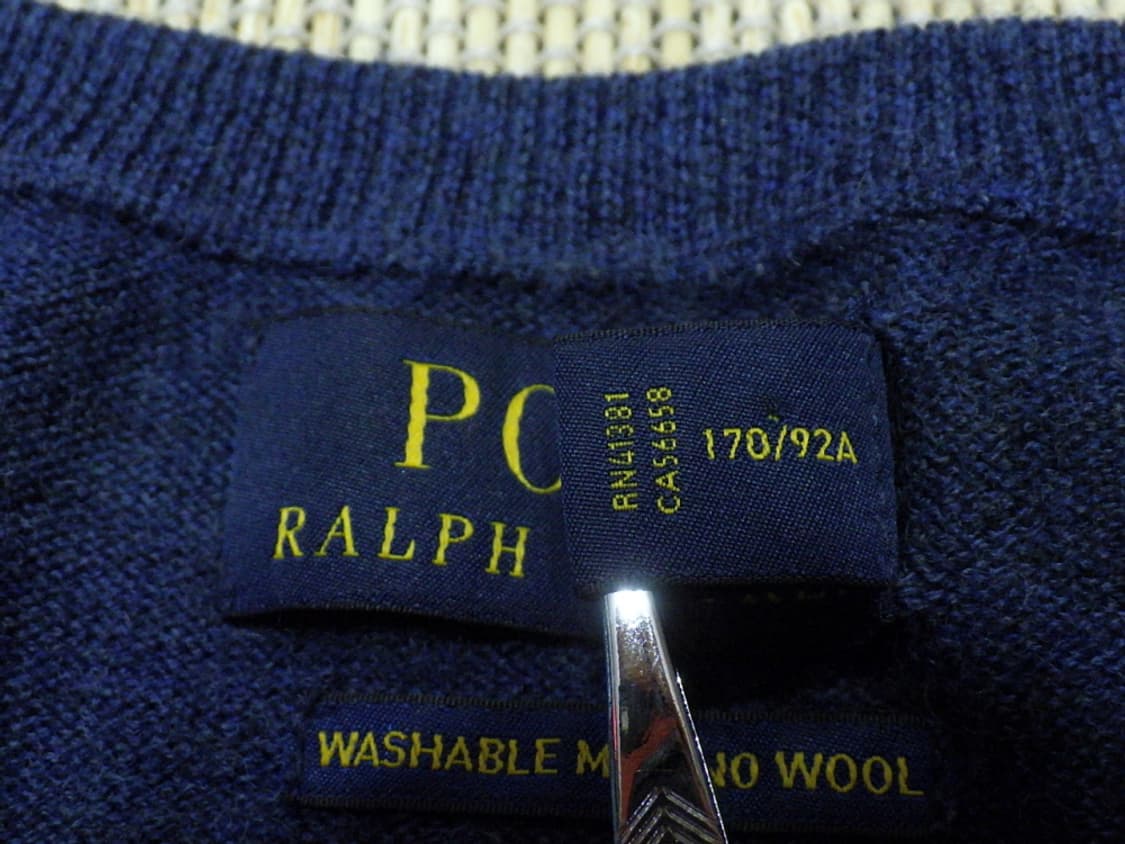 PO
RALPH
RN41381
CA56658
170/92A
WASHABLE M NO WOOL